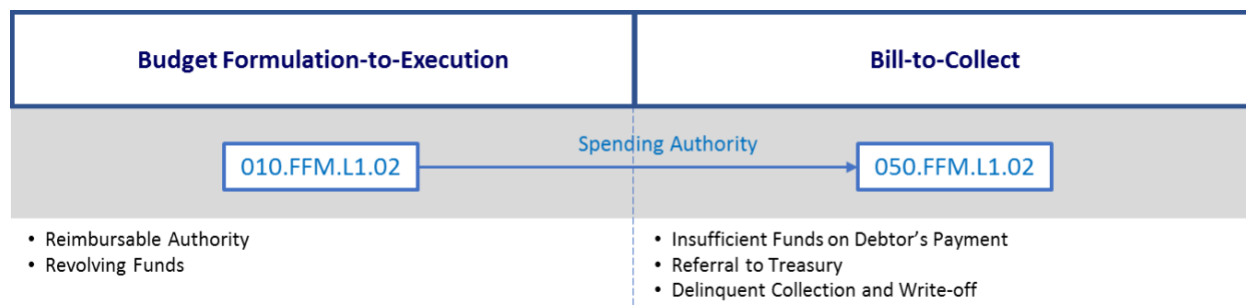 Budget Formulation-to-Execution
Bill-to-Collect
Spending Authority
010.FFM.L1.02
050.FFM.L1.02
• Reimbursable Authority
• Revolving Funds
• Insufficient Funds on Debtor's Payment
• Referral to Treasury
• Delinquent Collection and Write-off